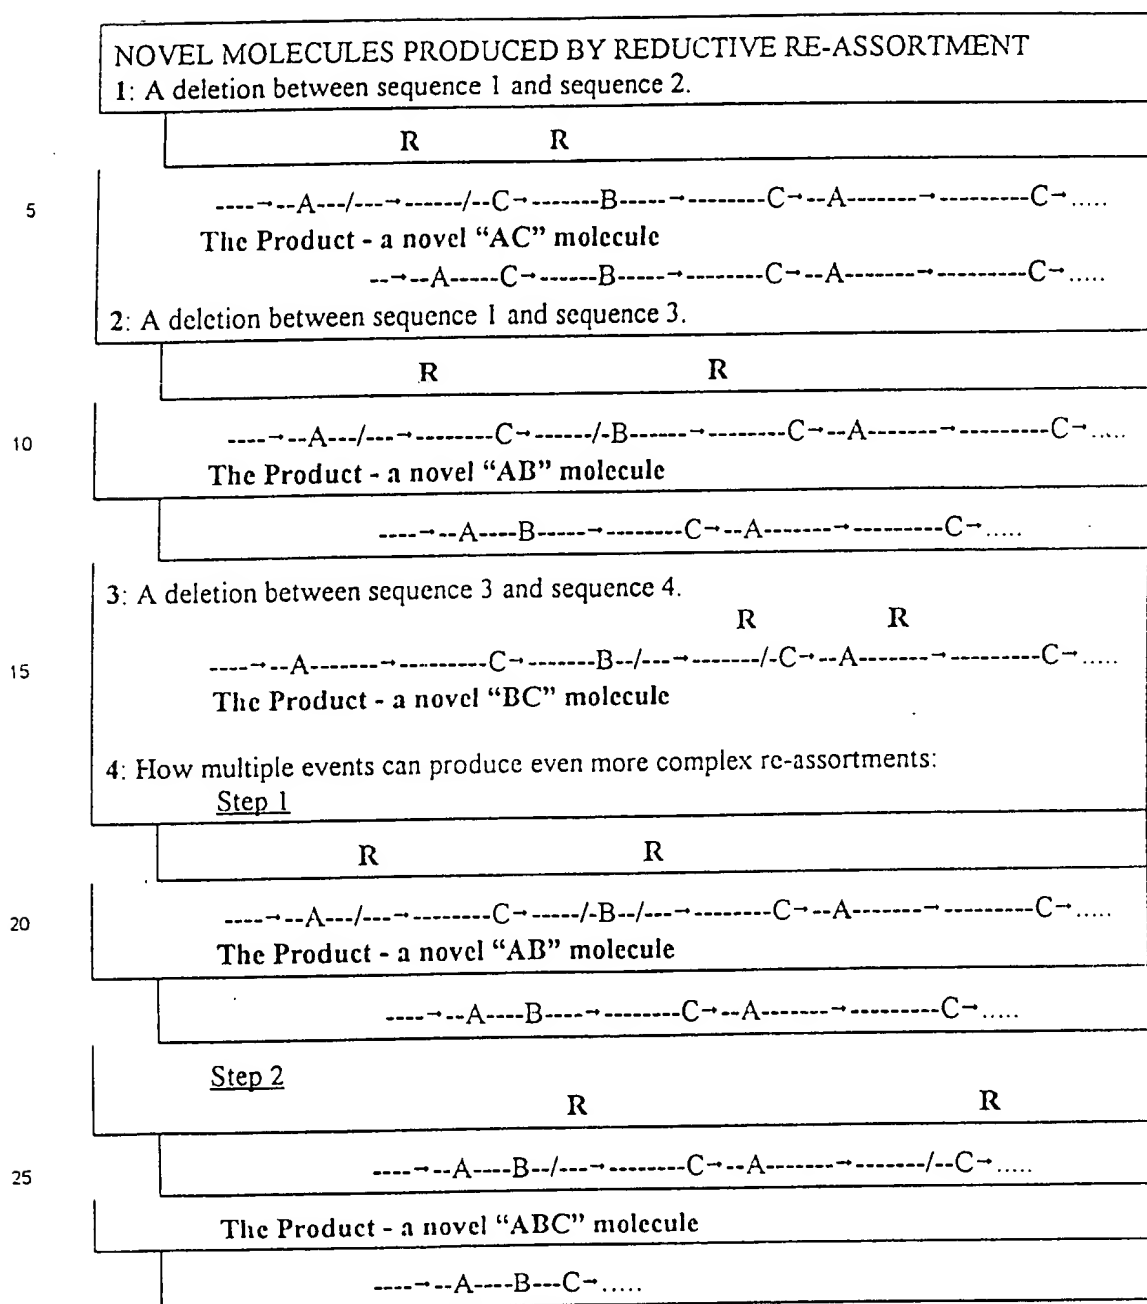 NOVEL MOLECULES PRODUCED BY REDUCTIVE RE-ASSORTMENT
1: A deletion between sequence 1 and sequence 2.
R R
5 ----→--A---/---→------/--C→-------B-----→--------C→--A-------→---------C→.....
The Product - a novel “AC” molecule
--→--A-----C→------B-----→--------C→--A-------→---------C→.....
2: A deletion between sequence 1 and sequence 3.
R R
10 ----→--A---/---→--------C→------/-B------→--------C→--A-------→---------C→.....
The Product - a novel “AB” molecule
----→--A----B-----→--------C→--A-------→---------C→.....
3: A deletion between sequence 3 and sequence 4.
R R
15 ----→--A-------→---------C→-------B--/---→-------/-C→--A-------→---------C→.....
The Product - a novel “BC” molecule
4: How multiple events can produce even more complex re-assortments:
Step 1
R R
20 ----→--A---/---→--------C→-----/-B--/---→--------C→--A-------→---------C→.....
The Product - a novel “AB” molecule
----→--A----B----→--------C→--A-------→---------C→.....
Step 2
R R
25 ----→--A----B--/---→--------C→--A-------→-------/--C→.....
The Product - a novel “ABC” molecule
----→--A----B---C→.....